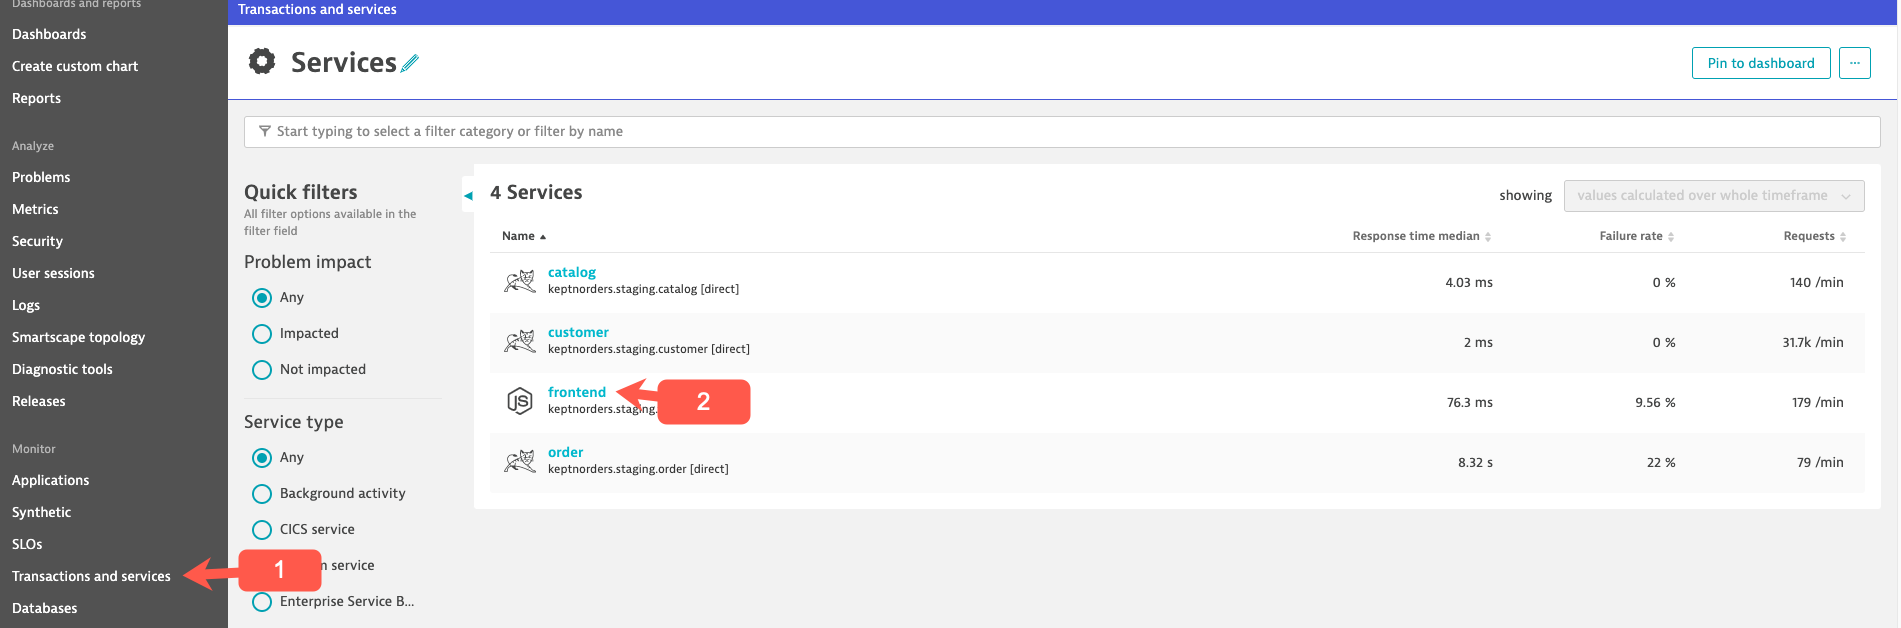 Dashboards and reports
Dashboards
Create custom chart
Reports
Analyze
Problems
Metrics
Security
User sessions
Logs
Smartscape topology
Diagnostic tools
Releases
Monitor
Applications
Synthetic
SLOs
Transactions and services
Databases
1
Transactions and services
Services
Pin to dashboard
...
Start typing to select a filter category or filter by name
Quick filters
All filter options available in the
filter field
Problem impact
Any
Impacted
Not impacted
Service type
Any
Background activity
CICS service
service
Enterprise Service B...
4 Services
showing values calculated over whole timeframe
Name Response time median Failure rate Requests
catalog
keptnorders.staging.catalog [direct]
4.03 ms 0 % 140 /min
customer
keptnorders.staging.customer [direct]
2 ms 0 % 31.7k /min
JS
frontend
keptnorders.staging.
2
76.3 ms 9.56 % 179 /min
order
keptnorders.staging.order [direct]
8.32 s 22 % 79 /min